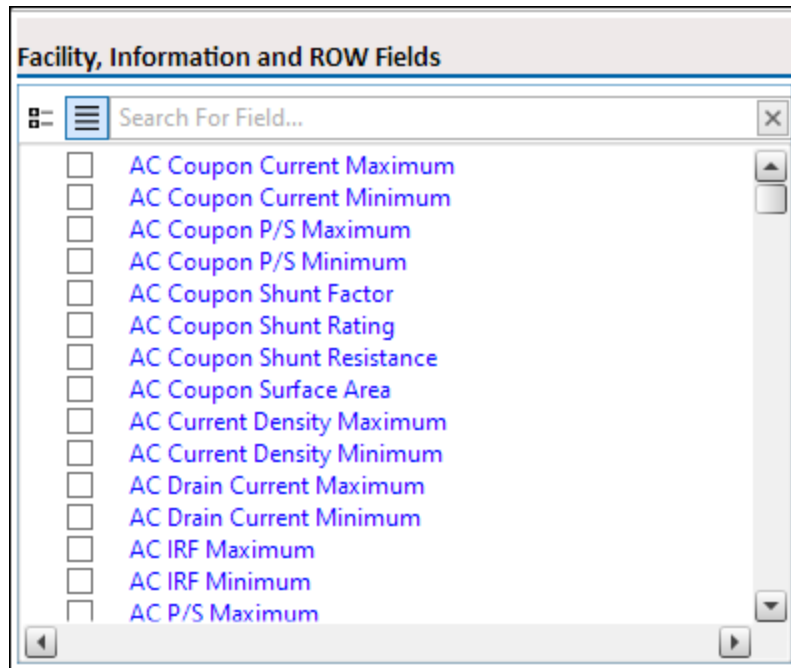 Facility, Information and ROW Fields
Search For Field...
AC Coupon Current Maximum
AC Coupon Current Minimum
AC Coupon P/S Maximum
AC Coupon P/S Minimum
AC Coupon Shunt Factor
AC Coupon Shunt Rating
AC Coupon Shunt Resistance
AC Coupon Surface Area
AC Current Density Maximum
AC Current Density Minimum
AC Drain Current Maximum
AC Drain Current Minimum
AC IRF Maximum
AC IRF Minimum
AC P/S Maximum